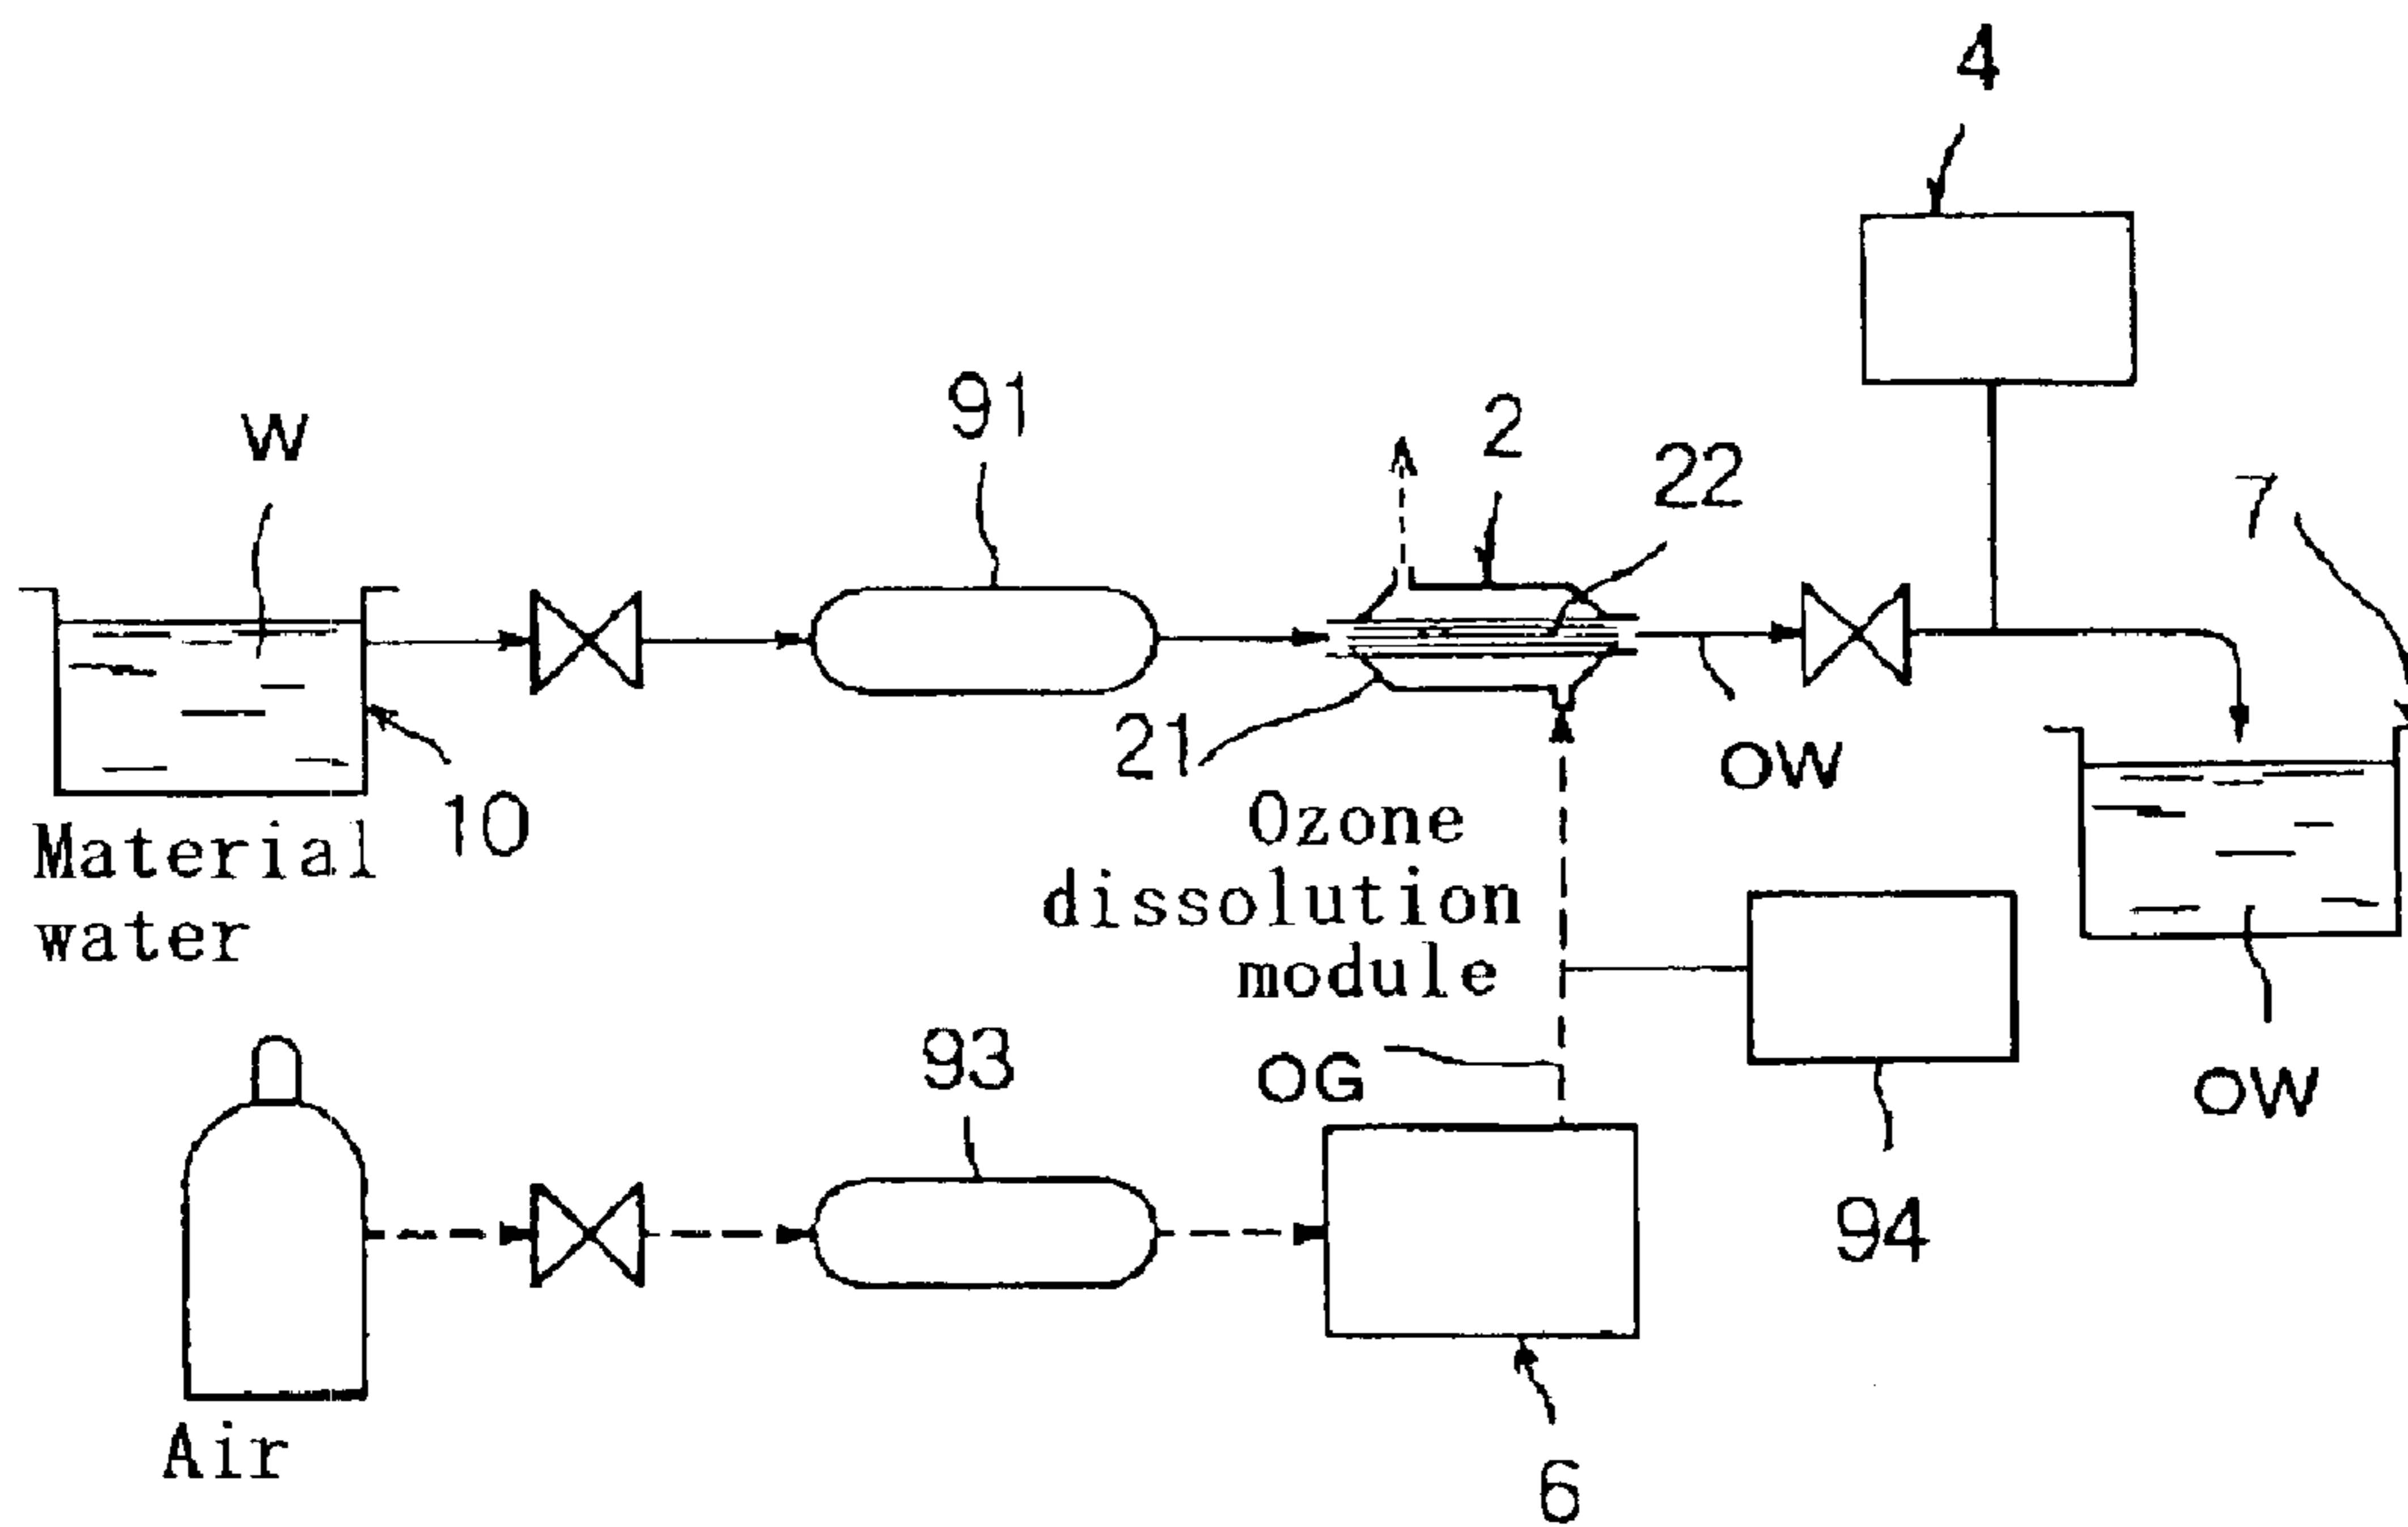 4
91
W
2
22
7
21
OW
10
Material
water
Ozone
dissolution
module
93
OG
94
OW
Air
6